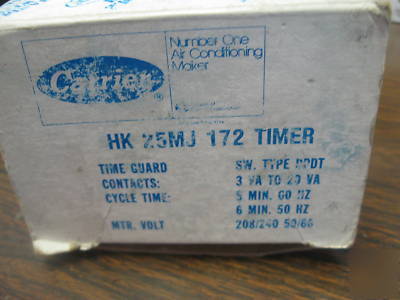 Carrier
Number One
Air Conditioning
Maker
HK 25MJ 172 TIMER
TIME GUARD SW. TYPE DPDT
CONTACTS: 3 VA TO 20 VA
CYCLE TIME: 5 MIN. 60 HZ
6 MIN. 50 HZ
MTR. VOLT 208/240 50/60